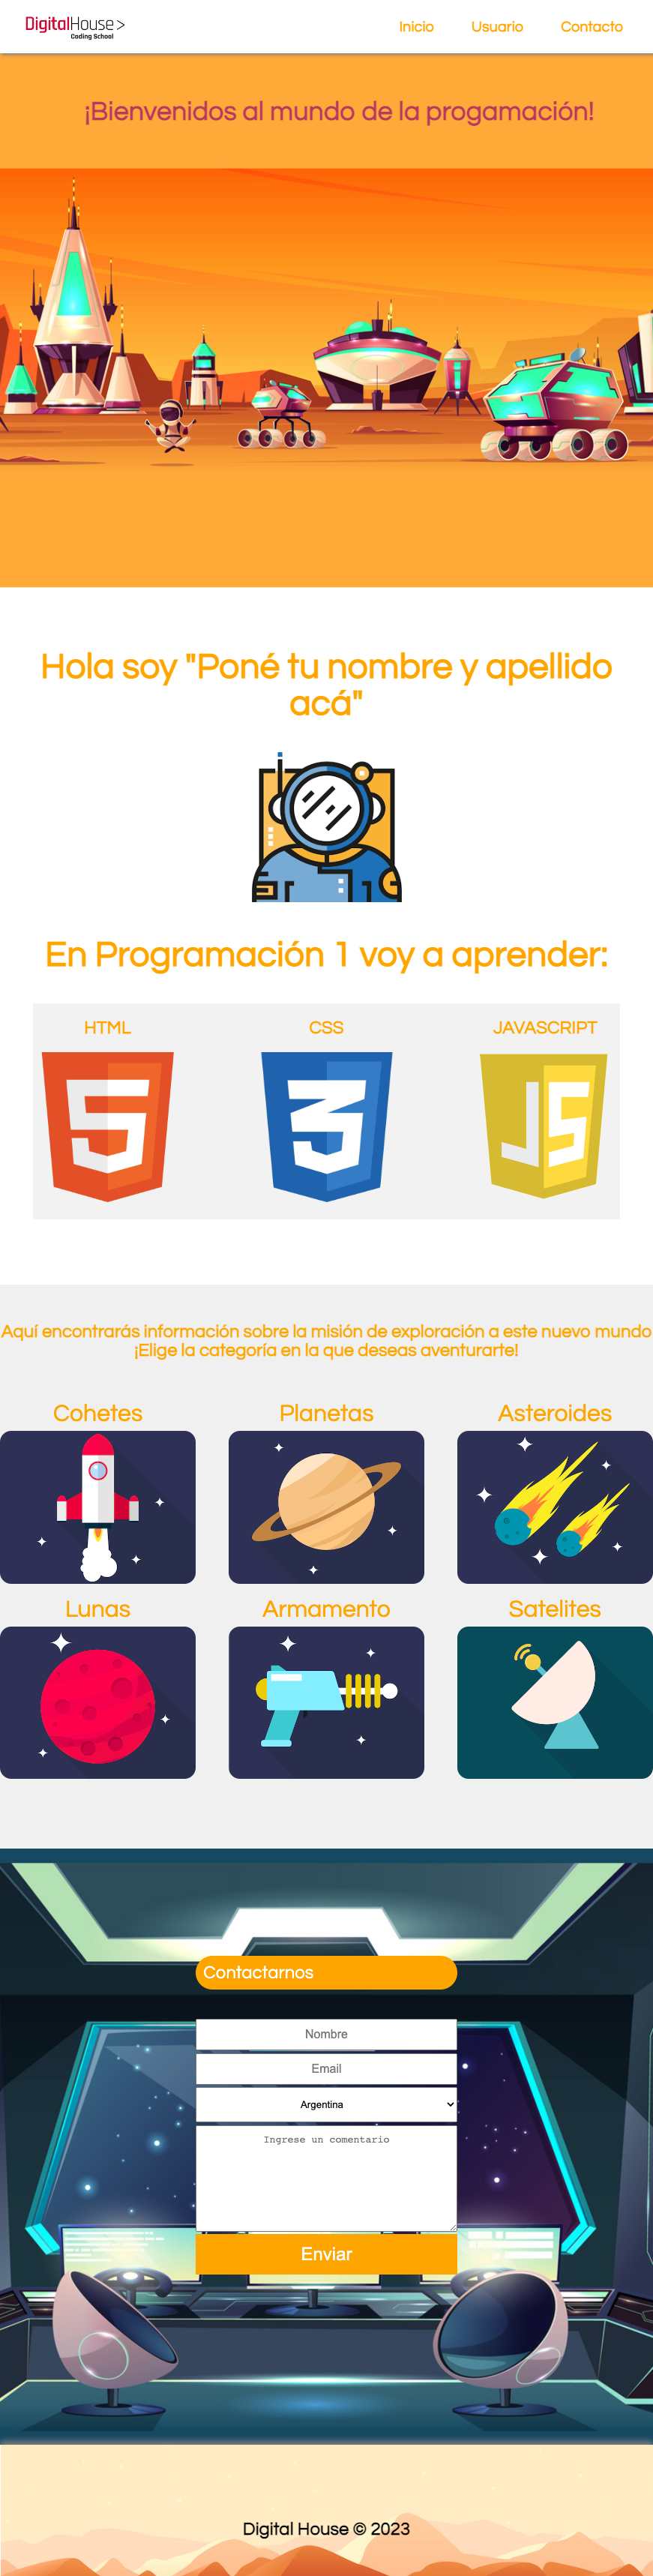 DigitalHouse >
Coding School
Inicio Usuario Contacto
¡Bienvenidos al mundo de la progamación!
Hola soy "Poné tu nombre y apellido
acá"
En Programación 1 voy a aprender:
HTML CSS JAVASCRIPT
5 3 JS
Aquí encontrarás información sobre la misión de exploración a este nuevo mundo
¡Elige la categoría en la que deseas aventurarte!
Cohetes Planetas Asteroides
Lunas Armamento Satelites
Contactarnos
Nombre
Email
Argentina
Ingrese un comentario
Enviar
Digital House © 2023